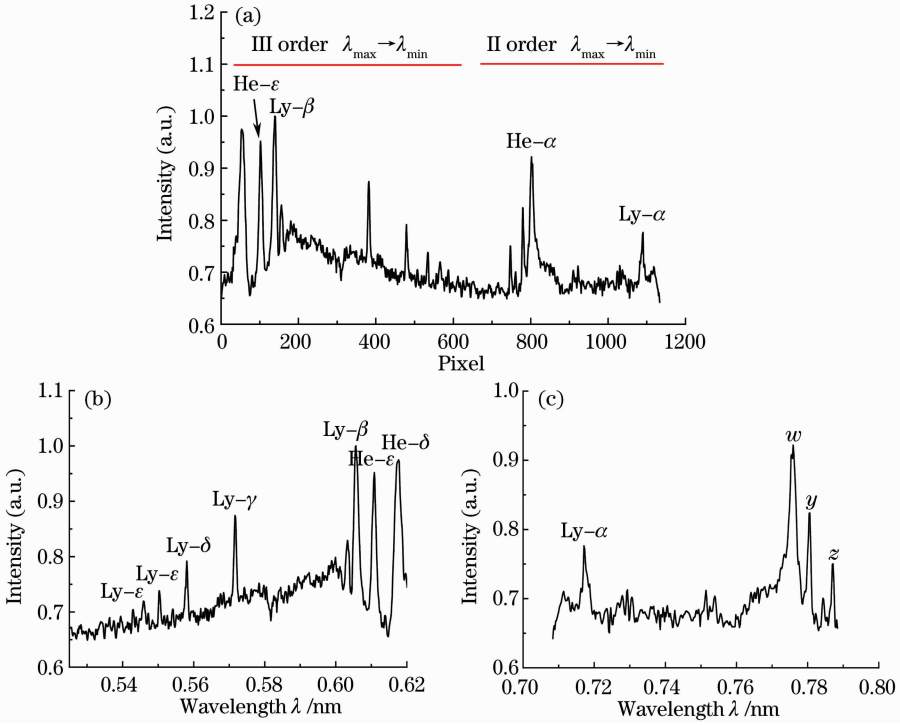 (a)
III order λmax→λmin
II order λmax→λmin
He–ε
Ly–β
He–α
Ly–α
1.2
1.1
1.0
0.9
0.8
0.7
0.6
Intensity (a.u.)
0 200 400 600 800 1000 1200
Pixel
(b)
Ly–β
He–ε
He–δ
Ly–γ
Ly–δ
Ly–ε
Ly–ε
1.1
1.0
0.9
0.8
0.7
0.6
Intensity (a.u.)
0.54 0.56 0.58 0.60 0.62
Wavelength λ /nm
(c)
w
y
z
Ly–α
1.0
0.9
0.8
0.7
0.6
Intensity (a.u.)
0.70 0.72 0.74 0.76 0.78 0.80
Wavelength λ /nm